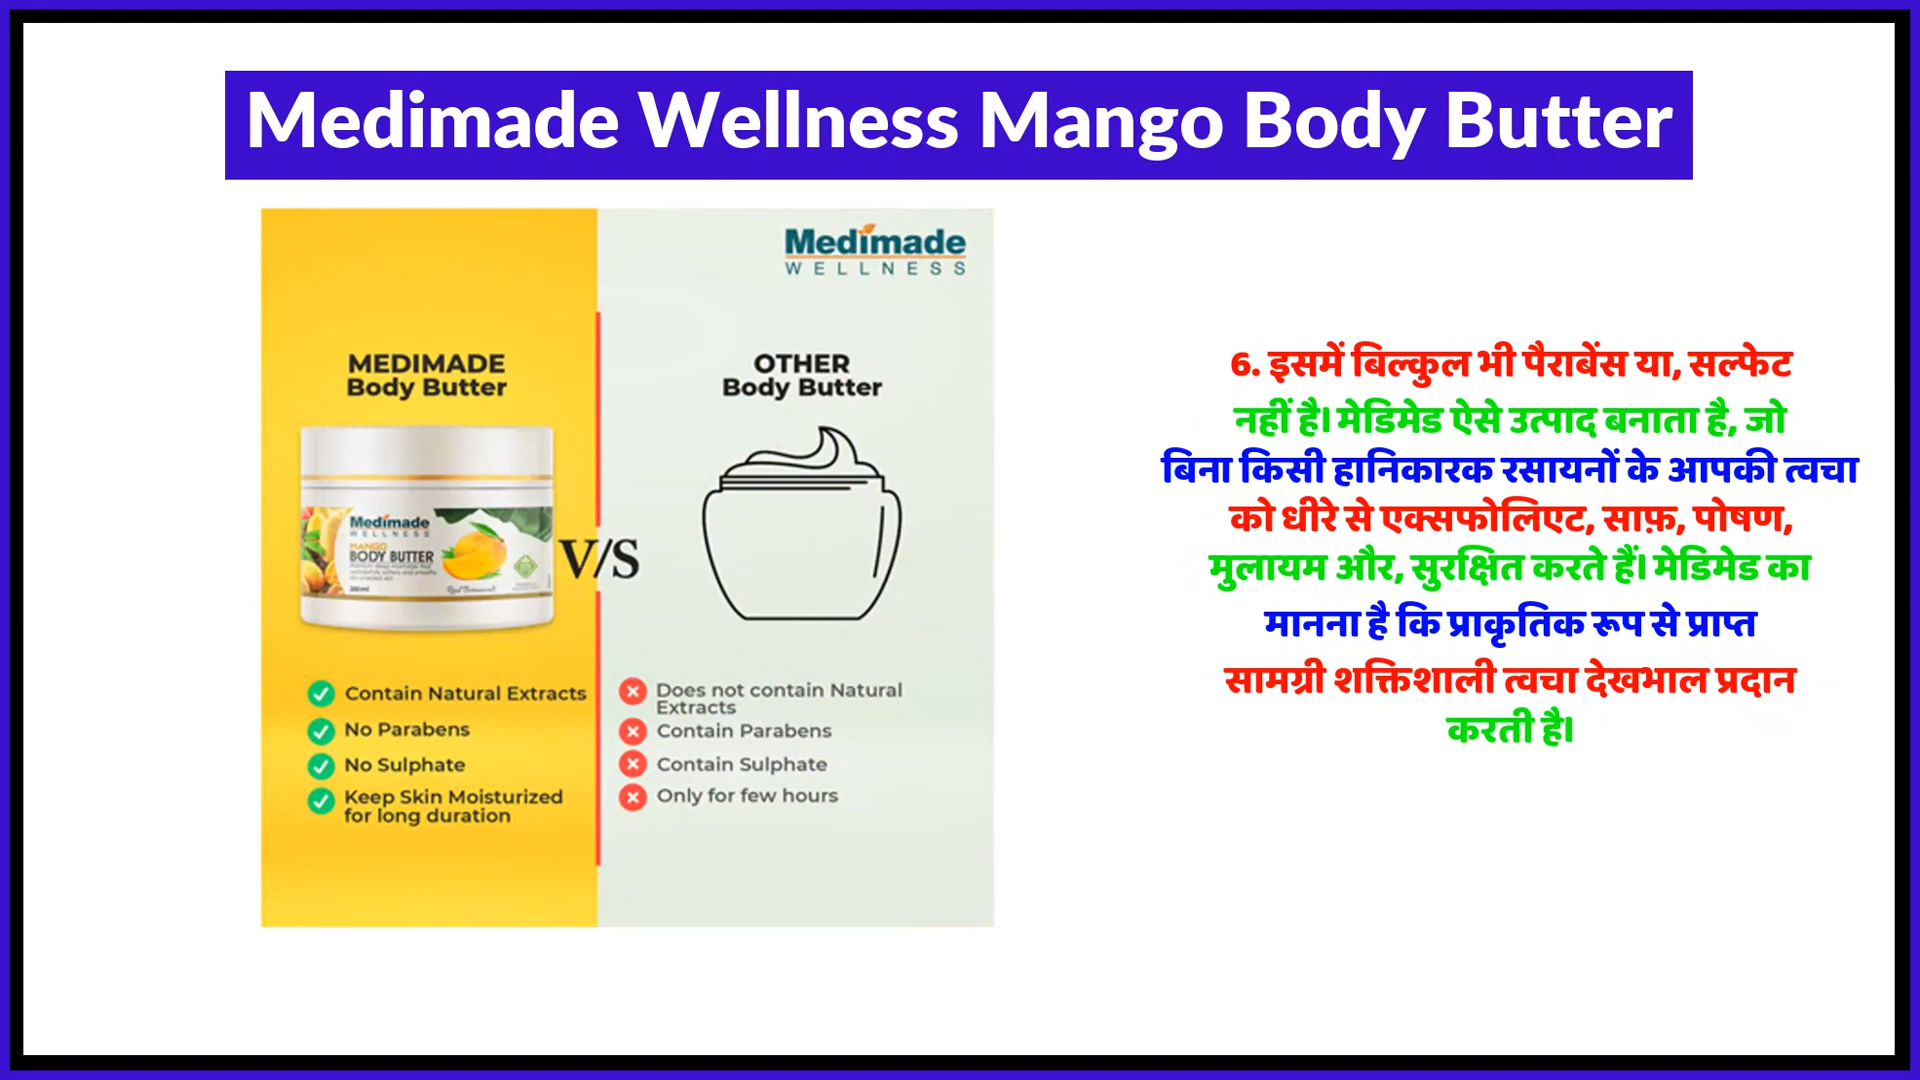 Medimade Wellness Mango Body Butter
Medimade
WELLNESS
MEDIMADE
Body Butter
OTHER
Body Butter
Medimade
WELLNESS
MANGO
BODY BUTTER
200 ml
V/S
Contain Natural Extracts
No Parabens
No Sulphate
Keep Skin Moisturized
for long duration
Does not contain Natural
Extracts
Contain Parabens
Contain Sulphate
Only for few hours
6. इसमें बिल्कुल भी पैराबेंस या, सल्फेट
नहीं है। मेडिमेड ऐसे उत्पाद बनाता है, जो
बिना किसी हानिकारक रसायनों के आपकी त्वचा
को धीरे से एक्सफोलिएट, साफ़, पोषण,
मुलायम और, सुरक्षित करते हैं। मेडिमेड का
मानना है कि प्राकृतिक रूप से प्राप्त
सामग्री शक्तिशाली त्वचा देखभाल प्रदान
करती है।